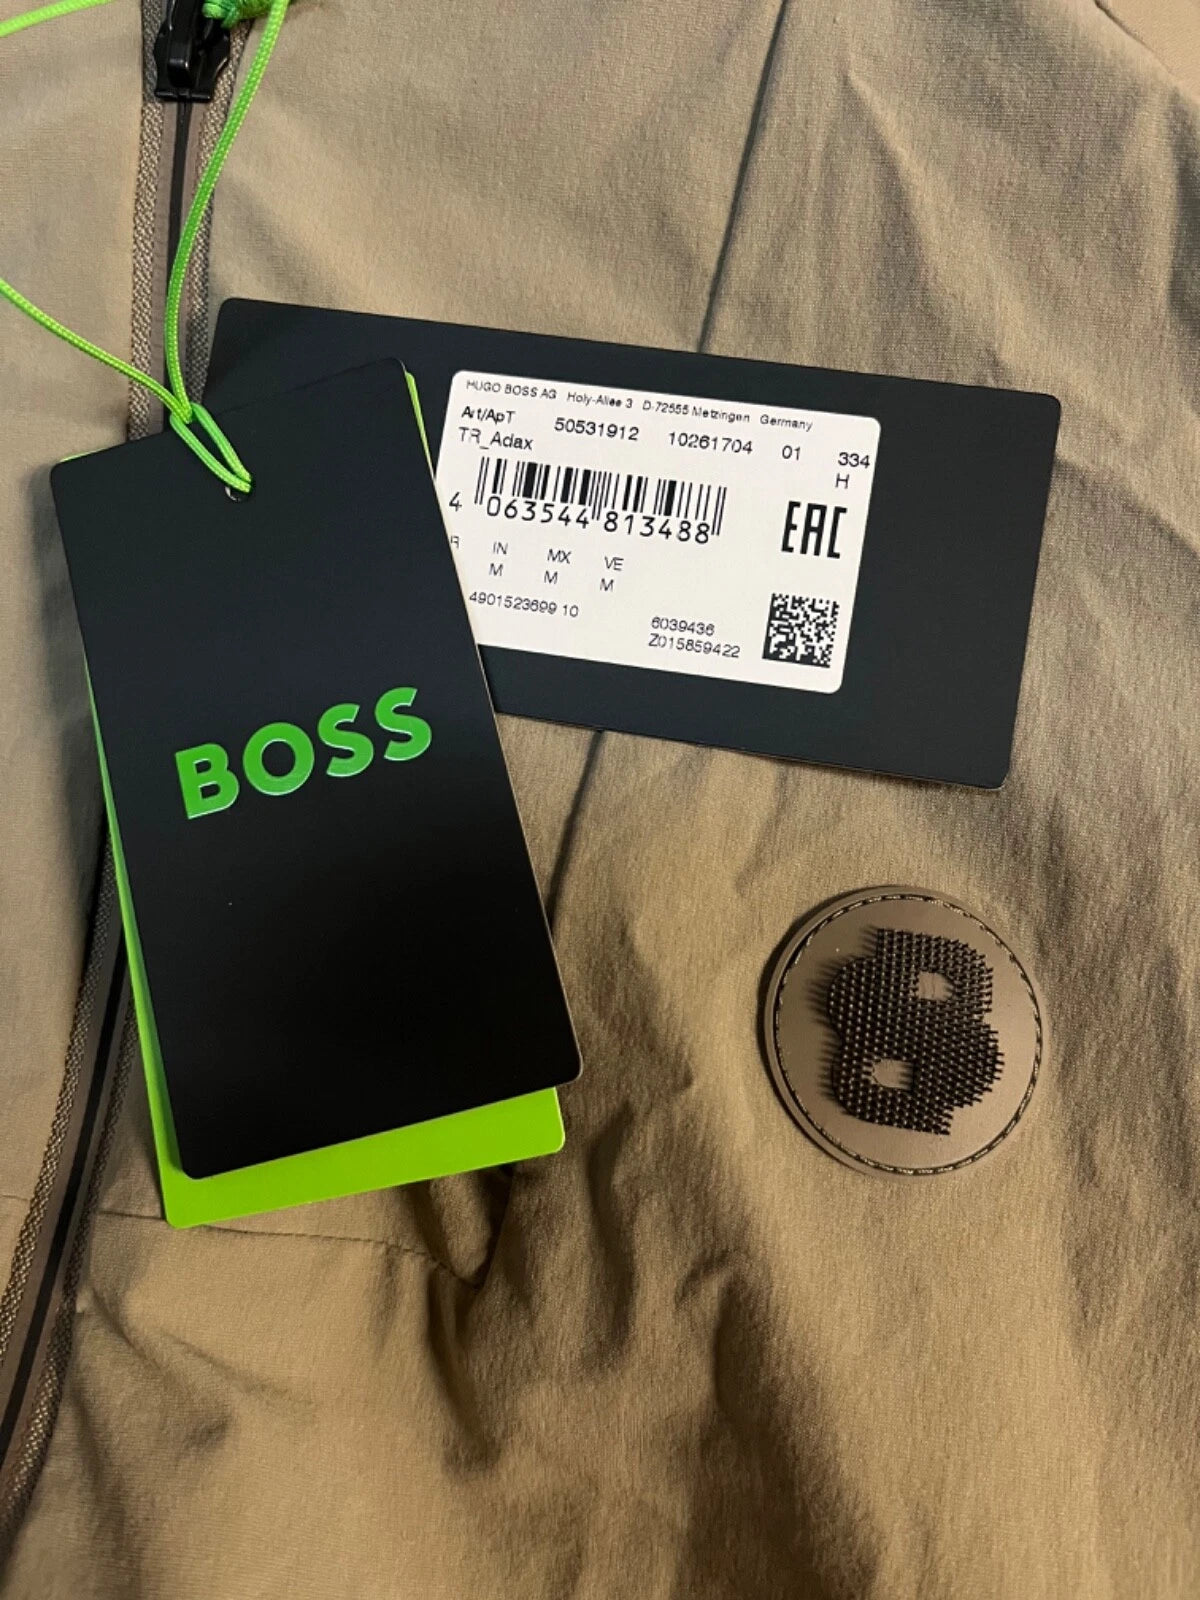 HUGO BOSS AG Holy-Allee 3 D-72555 Metzingen Germany
Art/ApT 50531912 10261704 01 334
TR_Adax H
4 063544 813488
EAC
R IN MX VE
M M M
4901523699 10
6039436
Z015859422
BOSS
B